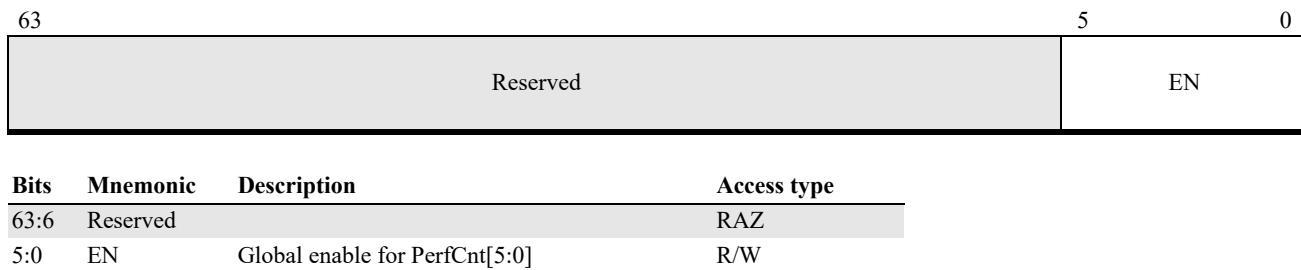 63 5 0
Reserved EN
Bits Mnemonic Description Access type
63:6 Reserved RAZ
5:0 EN Global enable for PerfCnt[5:0] R/W